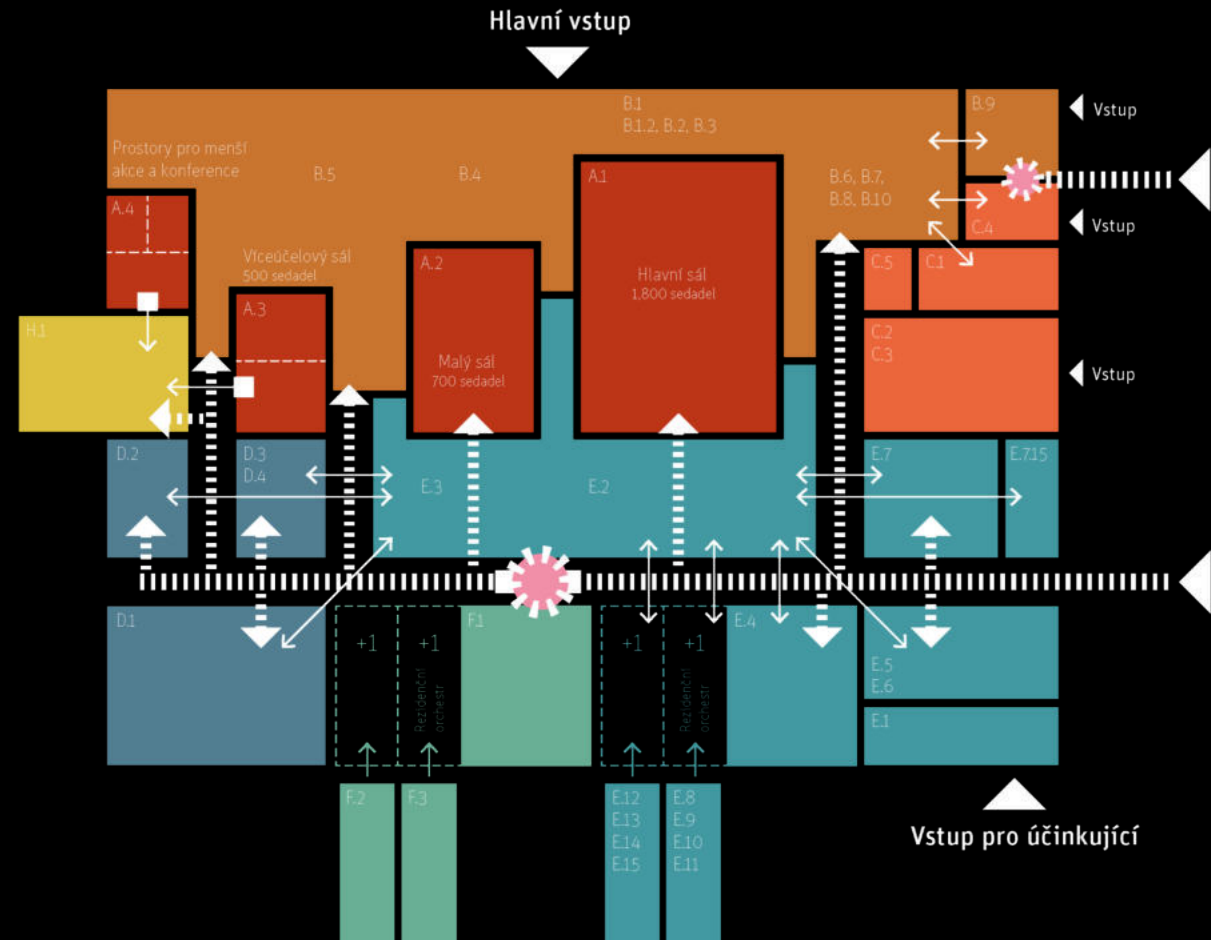 Hlavní vstup
B.1
B.1.2, B.2, B.3
B.9
Vstup
Prostory pro menší
akce a konference
B.5
B.4
A.1
B.6, B.7,
B.8, B.10
A.4
C.4
Vstup
Víceúčelový sál
500 sedadel
A.2
Hlavní sál
1,800 sedadel
C.5
C.1
A.3
H.1
C.2
C.3
Malý sál
700 sedadel
Vstup
D.2
D.3
D.4
E.3
E.2
E.7
E.7.15
D.1
+1
+1
Rezidenční
orchestr
F.1
+1
+1
Rezidenční
orchestr
E.4
E.5
E.6
E.1
F.2
F.3
E.12
E.13
E.14
E.15
E.8
E.9
E.10
E.11
Vstup pro účinkující